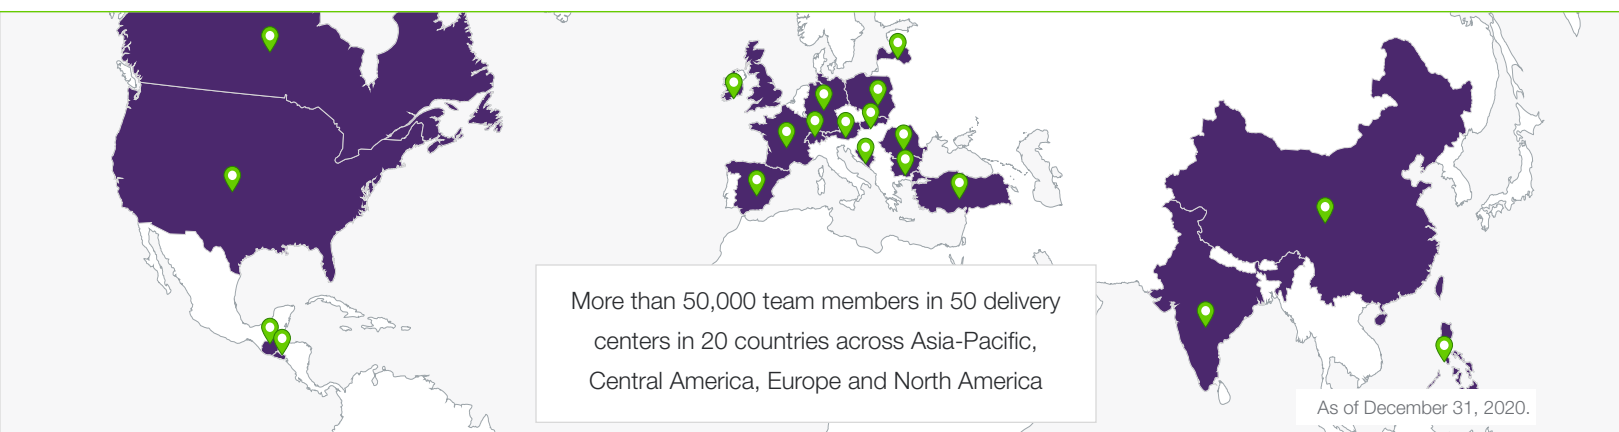 More than 50,000 team members in 50 delivery
centers in 20 countries across Asia-Pacific,
Central America, Europe and North America
As of December 31, 2020.